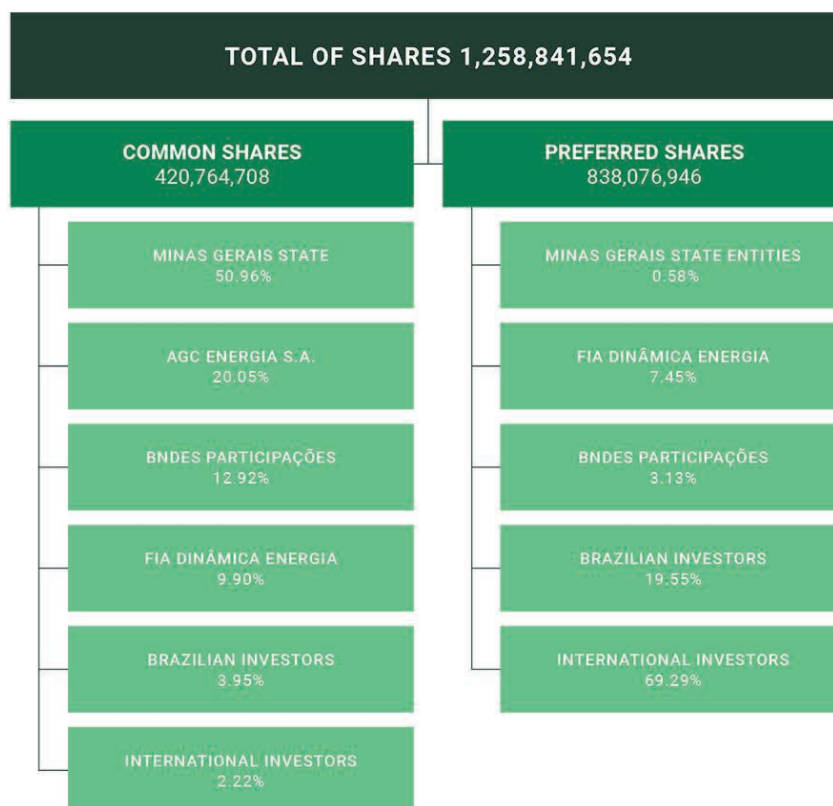 TOTAL OF SHARES 1,258,841,654
COMMON SHARES
420,764,708
MINAS GERAIS STATE
50.96%
AGC ENERGIA S.A.
20.05%
BNDES PARTICIPAÇÕES
12.92%
FIA DINÂMICA ENERGIA
9.90%
BRAZILIAN INVESTORS
3.95%
INTERNATIONAL INVESTORS
2.22%
PREFERRED SHARES
838,076,946
MINAS GERAIS STATE ENTITIES
0.58%
FIA DINÂMICA ENERGIA
7.45%
BNDES PARTICIPAÇÕES
3.13%
BRAZILIAN INVESTORS
19.55%
INTERNATIONAL INVESTORS
69.29%